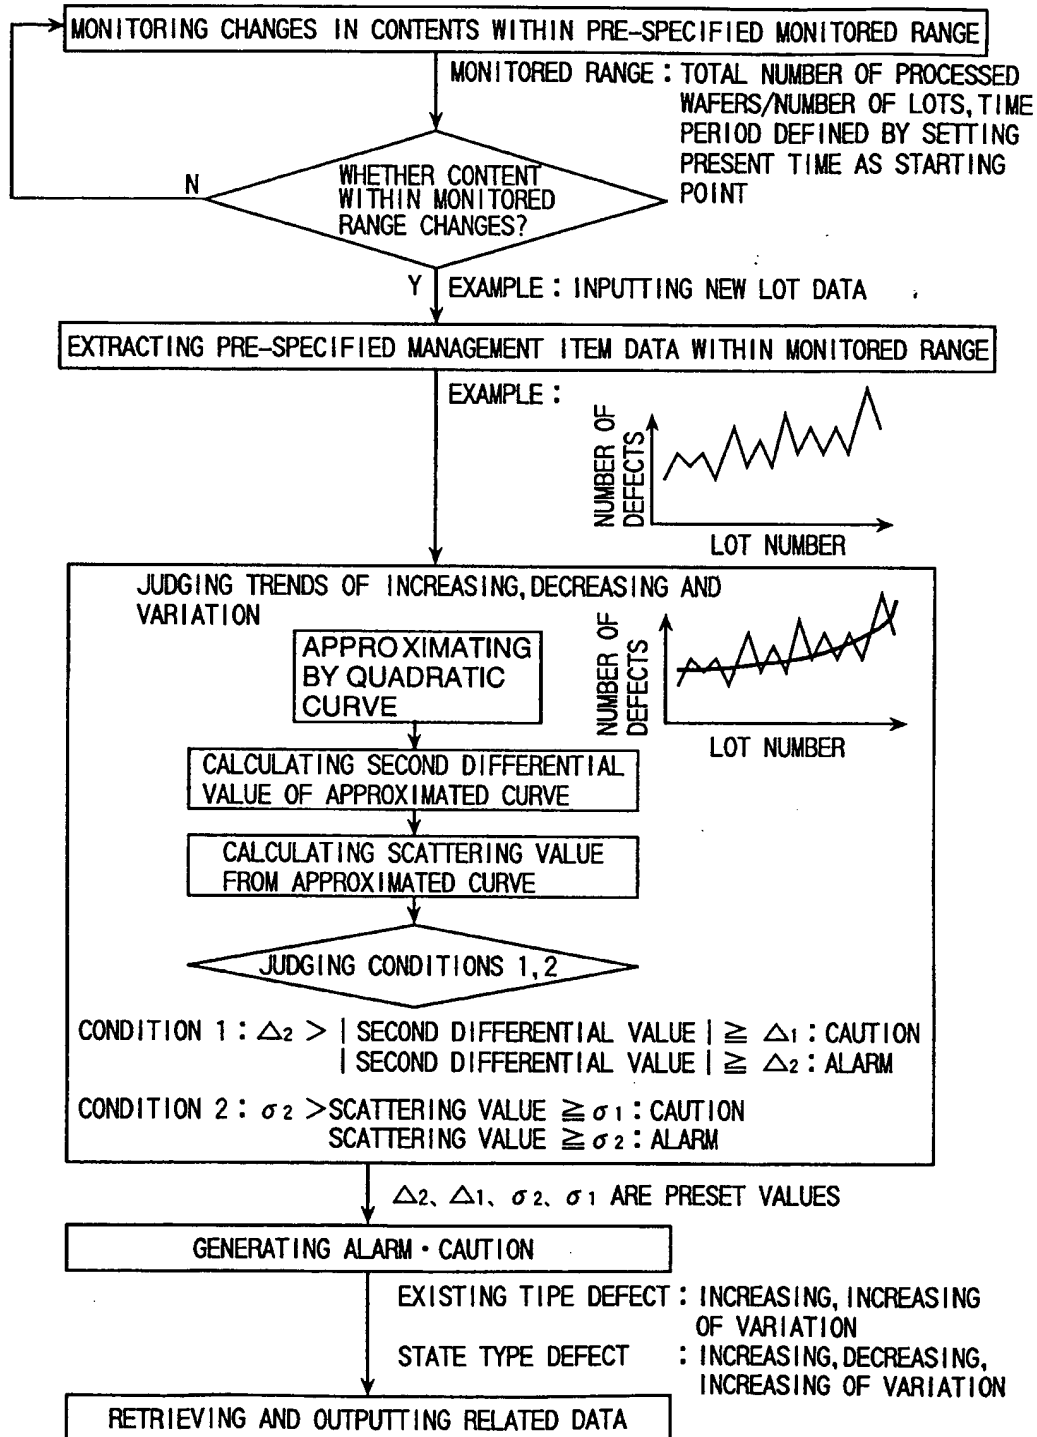 MONITORING CHANGES IN CONTENTS WITHIN PRE-SPECIFIED MONITORED RANGE
MONITORED RANGE : TOTAL NUMBER OF PROCESSED
WAFERS/NUMBER OF LOTS, TIME
PERIOD DEFINED BY SETTING
PRESENT TIME AS STARTING
POINT
N
WHETHER CONTENT
WITHIN MONITORED
RANGE CHANGES?
Y
EXAMPLE : INPUTTING NEW LOT DATA
EXTRACTING PRE-SPECIFIED MANAGEMENT ITEM DATA WITHIN MONITORED RANGE
EXAMPLE :
NUMBER OF
DEFECTS
LOT NUMBER
JUDGING TRENDS OF INCREASING, DECREASING AND
VARIATION
APPROXIMATING
BY QUADRATIC
CURVE
NUMBER OF
DEFECTS
LOT NUMBER
CALCULATING SECOND DIFFERENTIAL
VALUE OF APPROXIMATED CURVE
CALCULATING SCATTERING VALUE
FROM APPROXIMATED CURVE
JUDGING CONDITIONS 1, 2
CONDITION 1 : △2 > | SECOND DIFFERENTIAL VALUE | ≧ △1 : CAUTION
| SECOND DIFFERENTIAL VALUE | ≧ △2 : ALARM
CONDITION 2 : σ2 > SCATTERING VALUE ≧ σ1 : CAUTION
SCATTERING VALUE ≧ σ2 : ALARM
△2、△1、σ2、σ1 ARE PRESET VALUES
GENERATING ALARM・CAUTION
EXISTING TIPE DEFECT : INCREASING, INCREASING
OF VARIATION
STATE TYPE DEFECT : INCREASING, DECREASING,
INCREASING OF VARIATION
RETRIEVING AND OUTPUTTING RELATED DATA